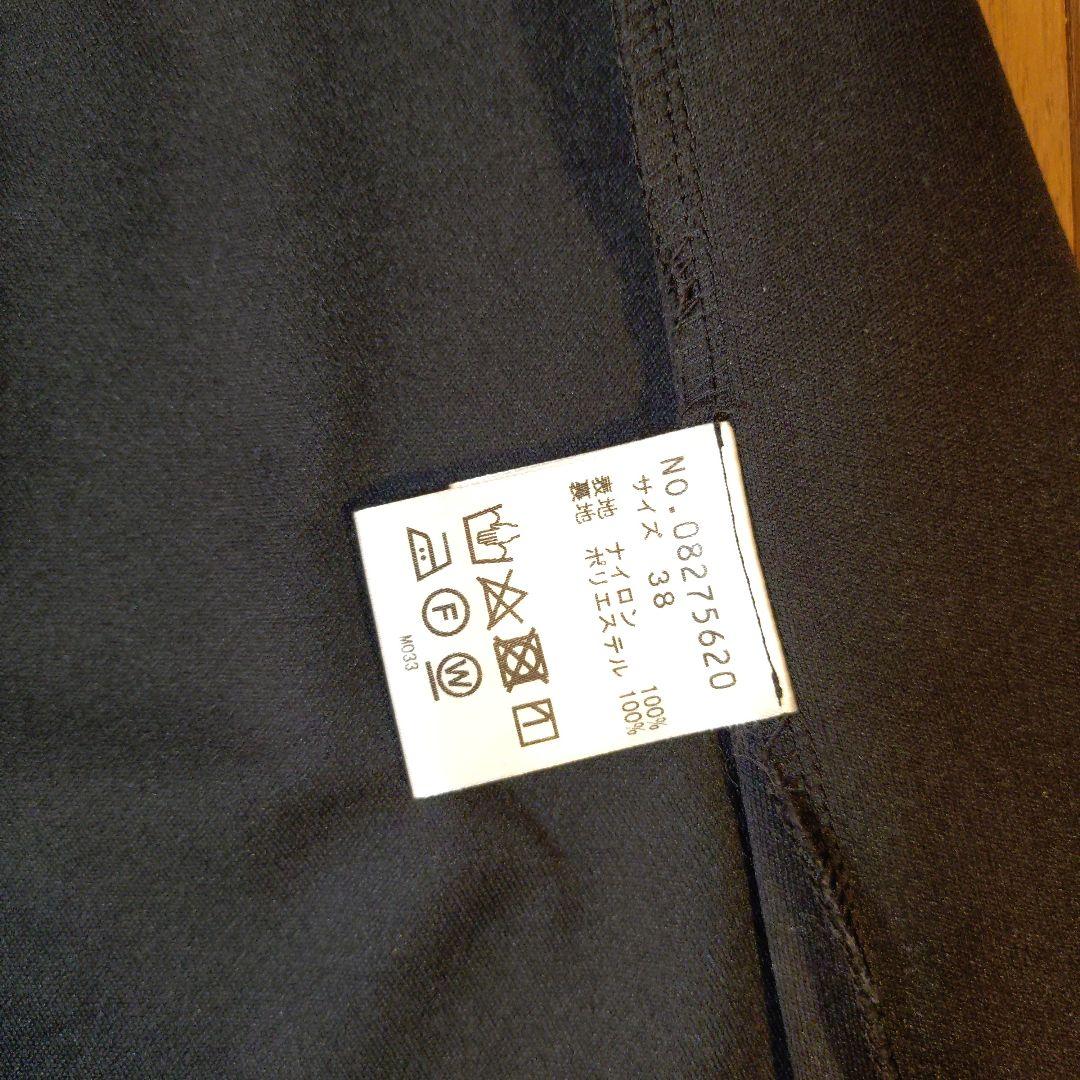 NO.08275620
サイズ 38
表地 ナイロン 100%
裏地 ポリエステル 100%
F W
M033